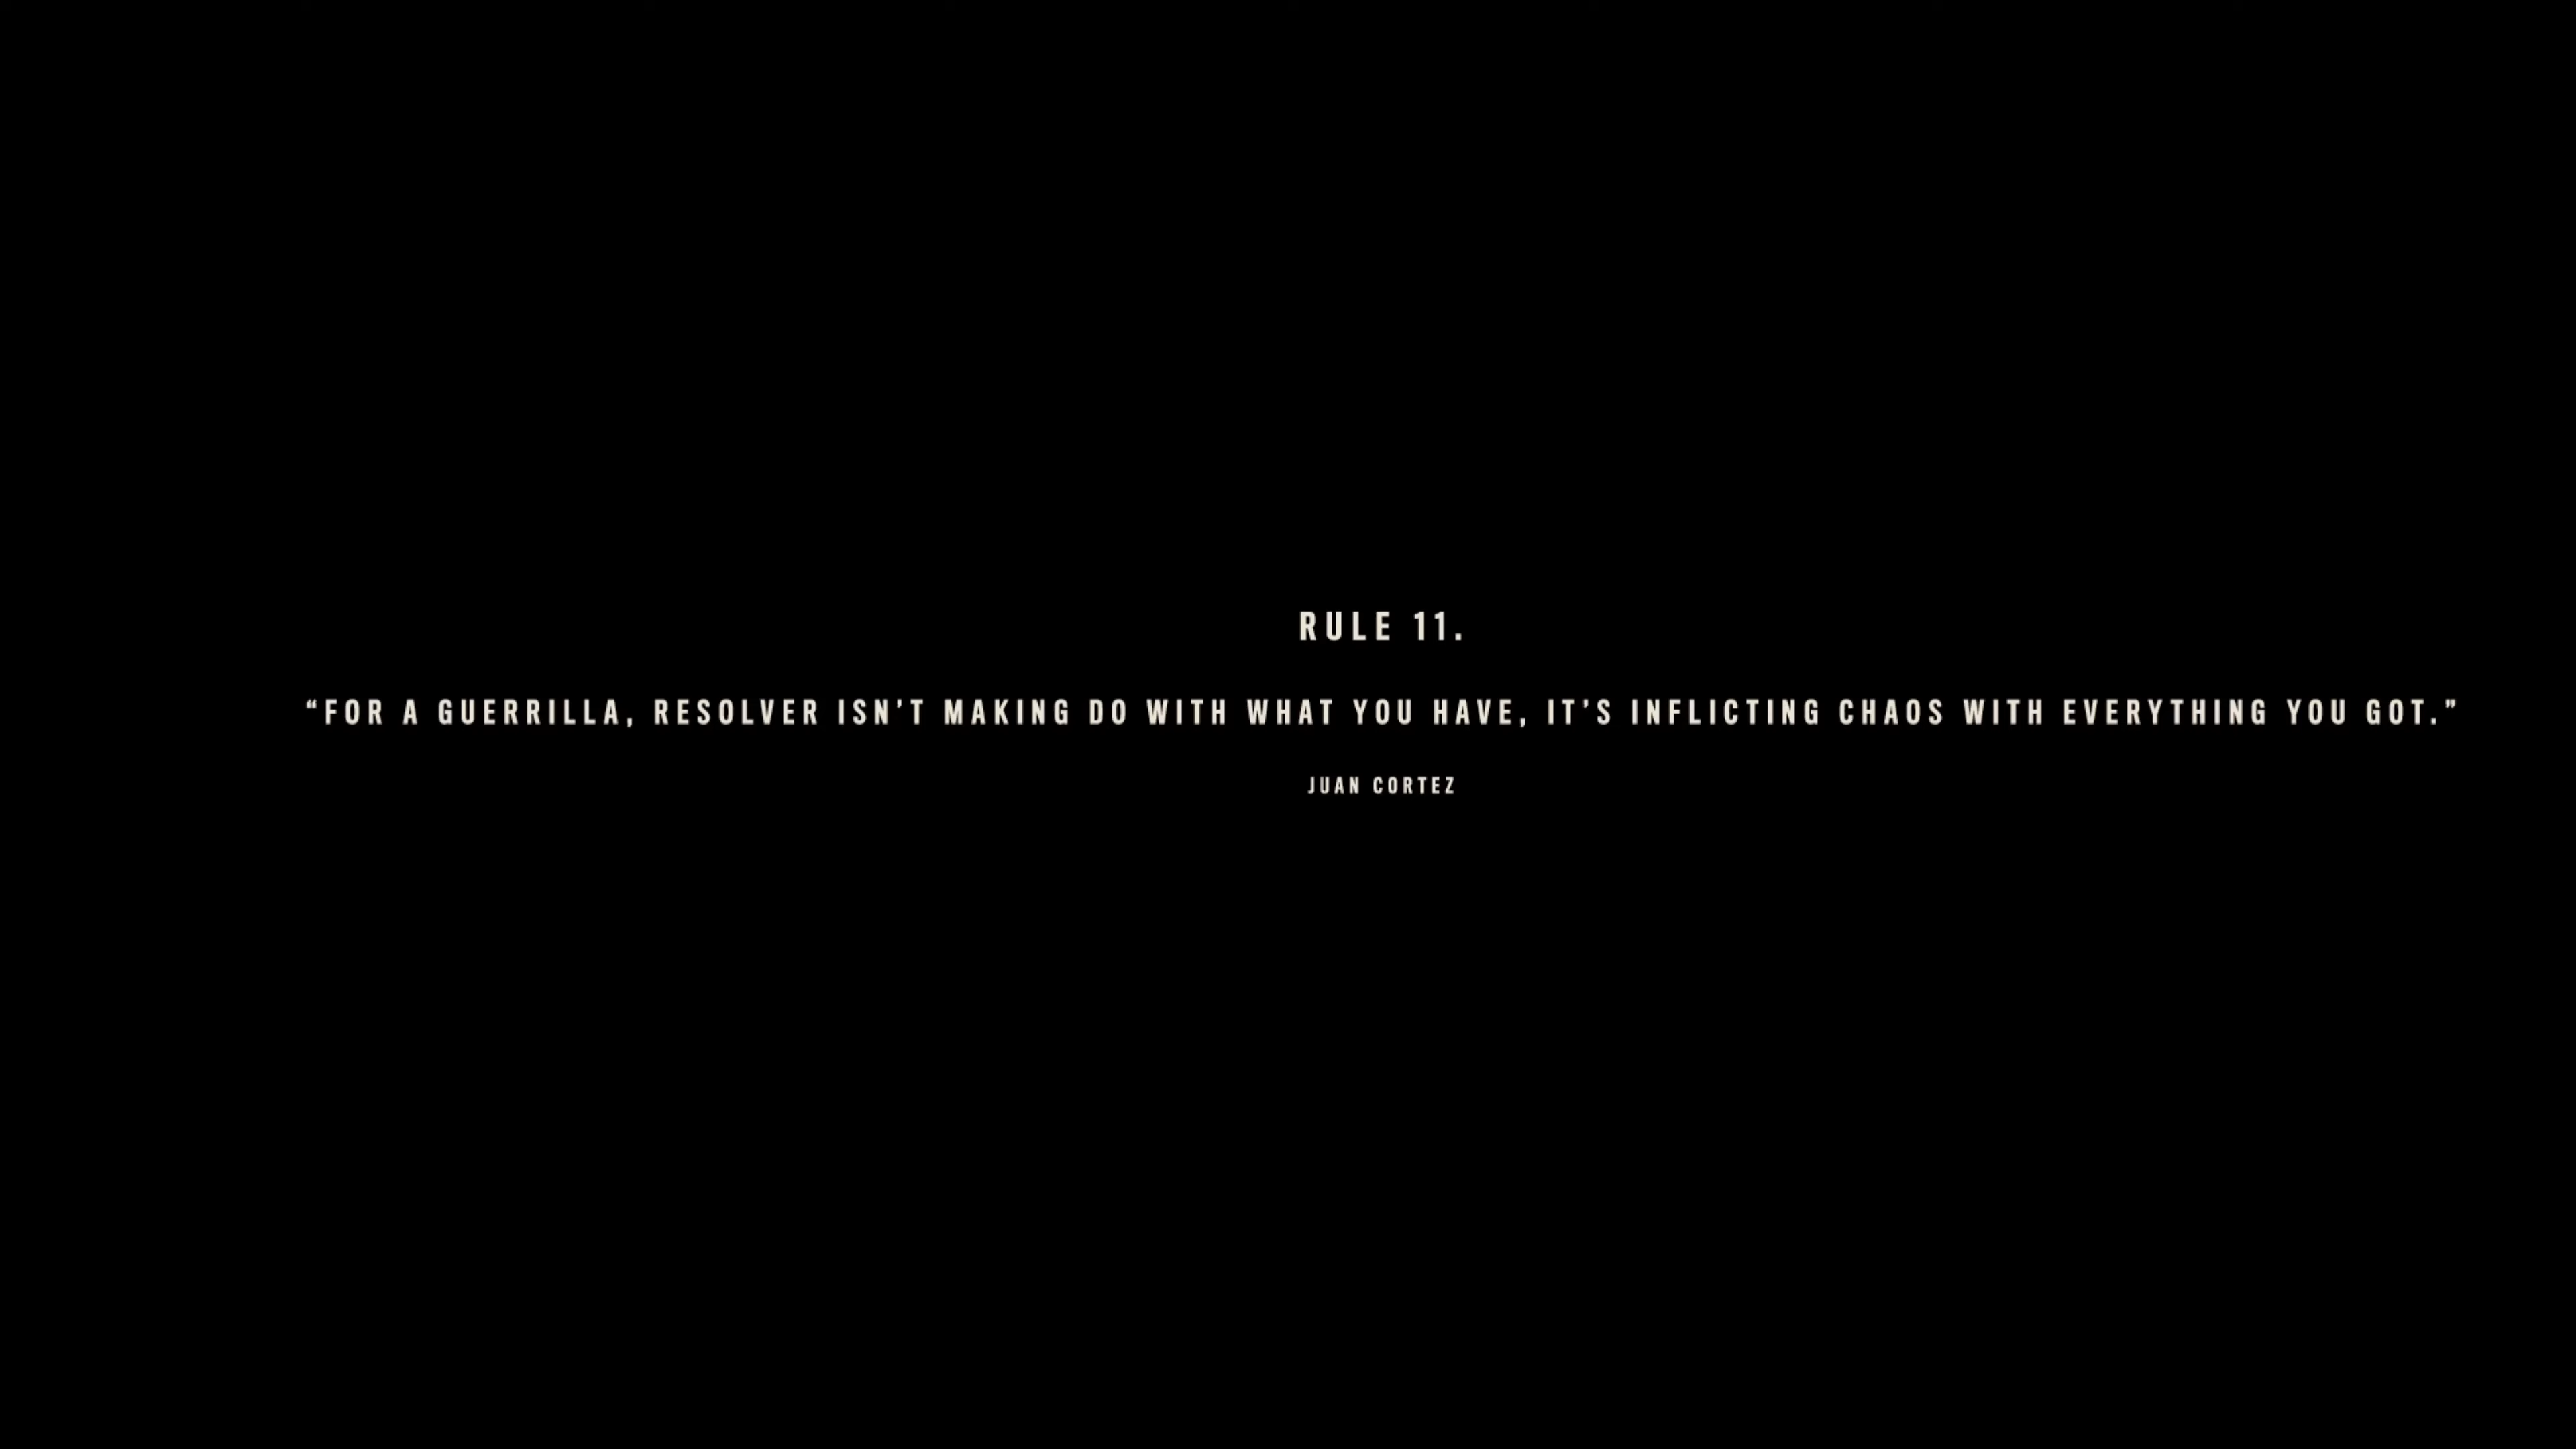 RULE 11.
“FOR A GUERRILLA, RESOLVER ISN’T MAKING DO WITH WHAT YOU HAVE, IT’S INFLICTING CHAOS WITH EVERYTHING YOU GOT.”
JUAN CORTEZ